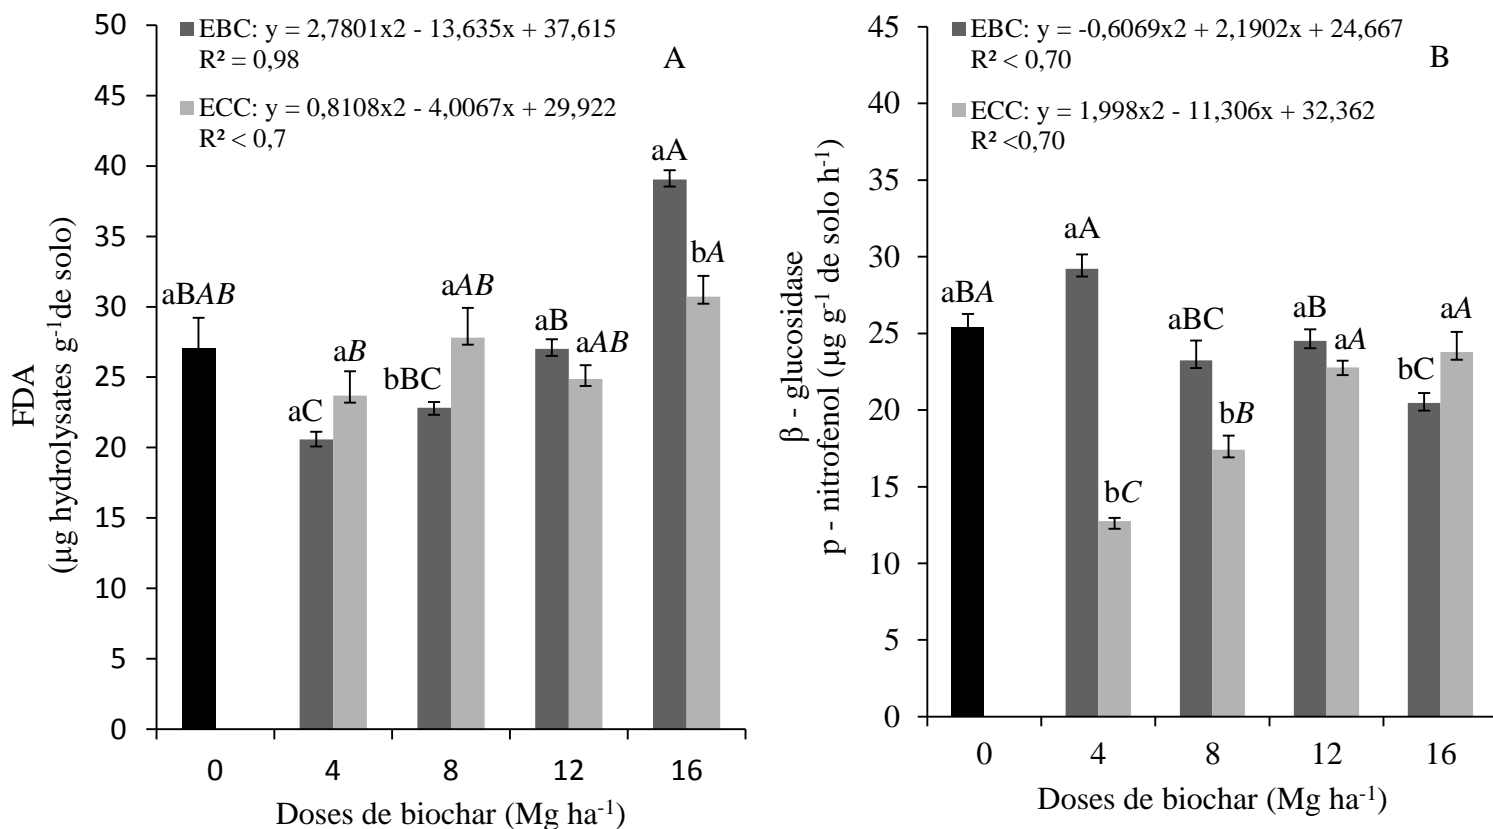 EBC: y = 2,7801x2 - 13,635x + 37,615
R² = 0,98
A
ECC: y = 0,8108x2 - 4,0067x + 29,922
R² < 0,7
50
45
40
35
30
25
20
15
10
5
0
FDA
(µg hydrolysates g⁻¹de solo)
aBAB
aC
aB
bBC
aAB
aB
aAB
aA
bA
0 4 8 12 16
Doses de biochar (Mg ha⁻¹)
EBC: y = -0,6069x2 + 2,1902x + 24,667
R² < 0,70
B
ECC: y = 1,998x2 - 11,306x + 32,362
R² <0,70
45
40
35
30
25
20
15
10
5
0
β - glucosidase
p - nitrofenol (µg g⁻¹ de solo h⁻¹)
aBA
aA
bC
aBC
bB
aB
aA
bC
aA
0 4 8 12 16
Doses de biochar (Mg ha⁻¹)